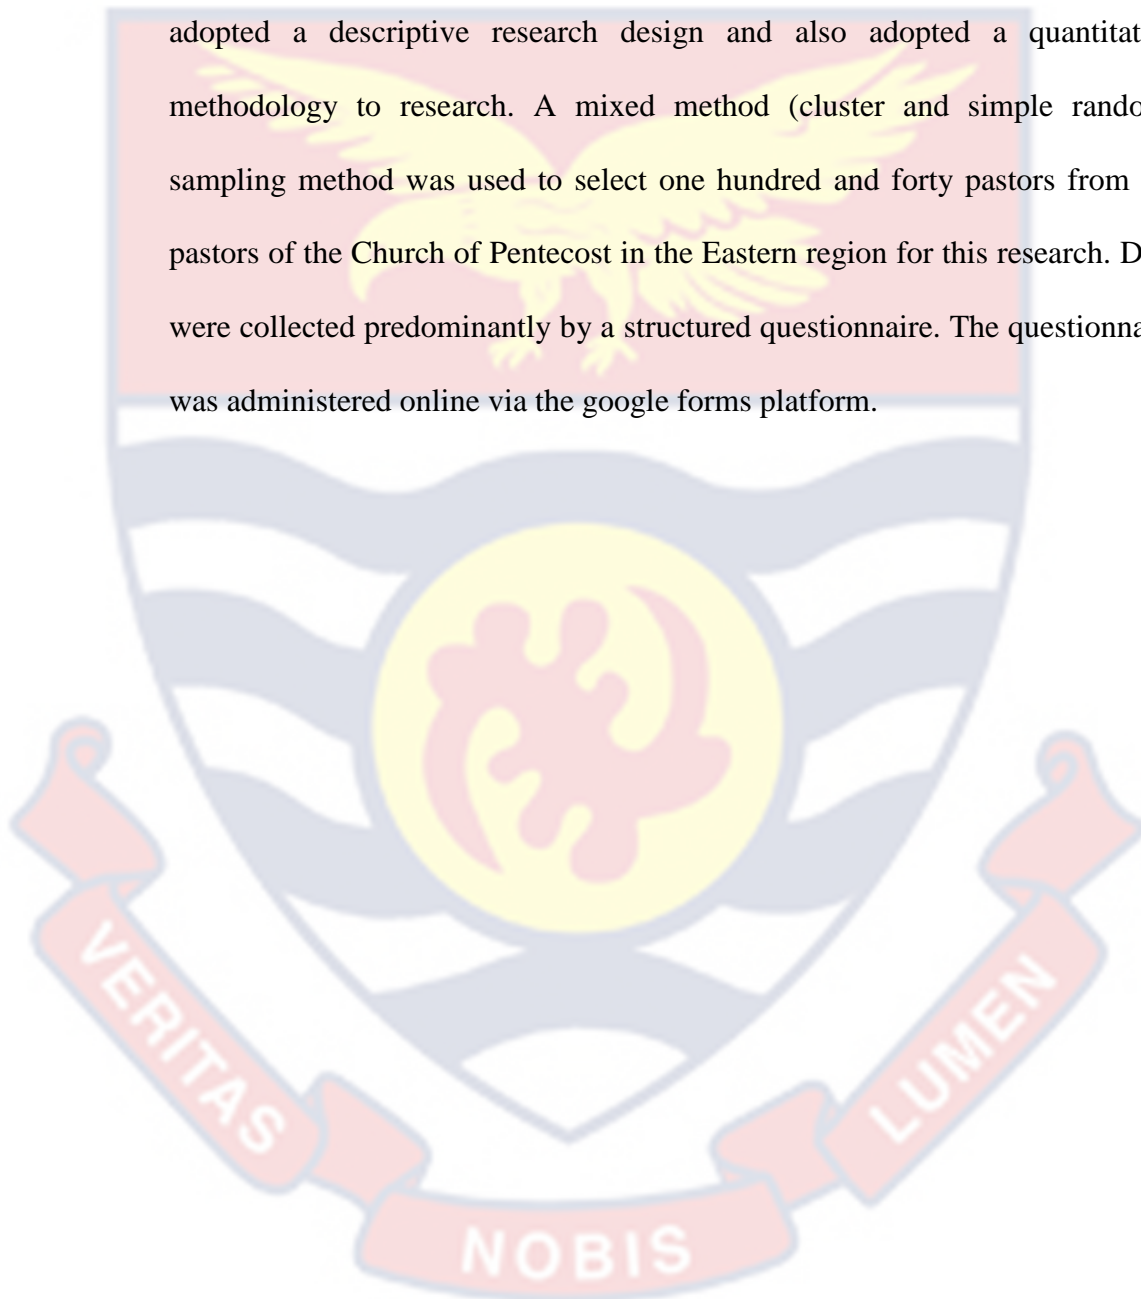 adopted a descriptive research design and also adopted a quantitat
methodology to research. A mixed method (cluster and simple rando
sampling method was used to select one hundred and forty pastors from
pastors of the Church of Pentecost in the Eastern region for this research. D
were collected predominantly by a structured questionnaire. The questionna
was administered online via the google forms platform.
VERITAS
NOBIS
LUMEN